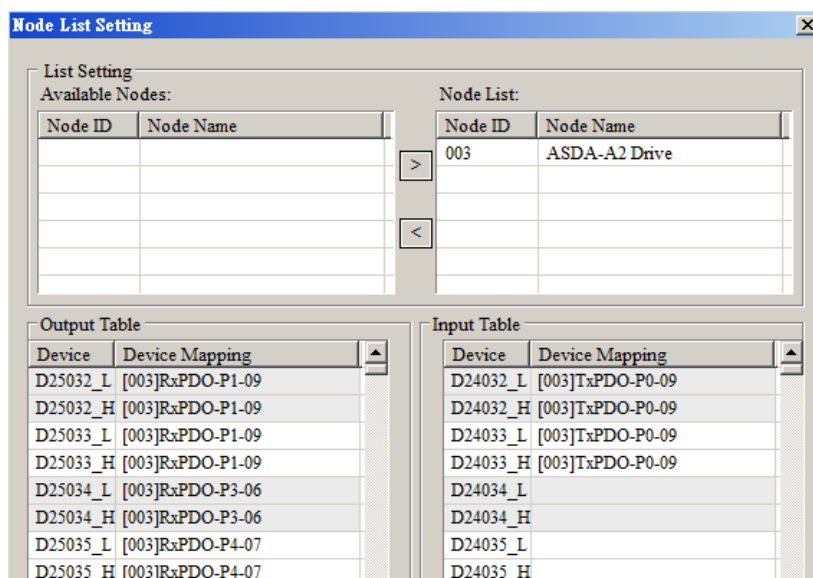 Node List Setting
List Setting
Available Nodes:
Node ID Node Name
>
<
Node List:
Node ID Node Name
003 ASDA-A2 Drive
Output Table
Device Device Mapping
D25032_L [003]RxPDO-P1-09
D25032_H [003]RxPDO-P1-09
D25033_L [003]RxPDO-P1-09
D25033_H [003]RxPDO-P1-09
D25034_L [003]RxPDO-P3-06
D25034_H [003]RxPDO-P3-06
D25035_L [003]RxPDO-P4-07
D25035_H [003]RxPDO-P4-07
Input Table
Device Device Mapping
D24032_L [003]TxPDO-P0-09
D24032_H [003]TxPDO-P0-09
D24033_L [003]TxPDO-P0-09
D24033_H [003]TxPDO-P0-09
D24034_L
D24034_H
D24035_L
D24035_H